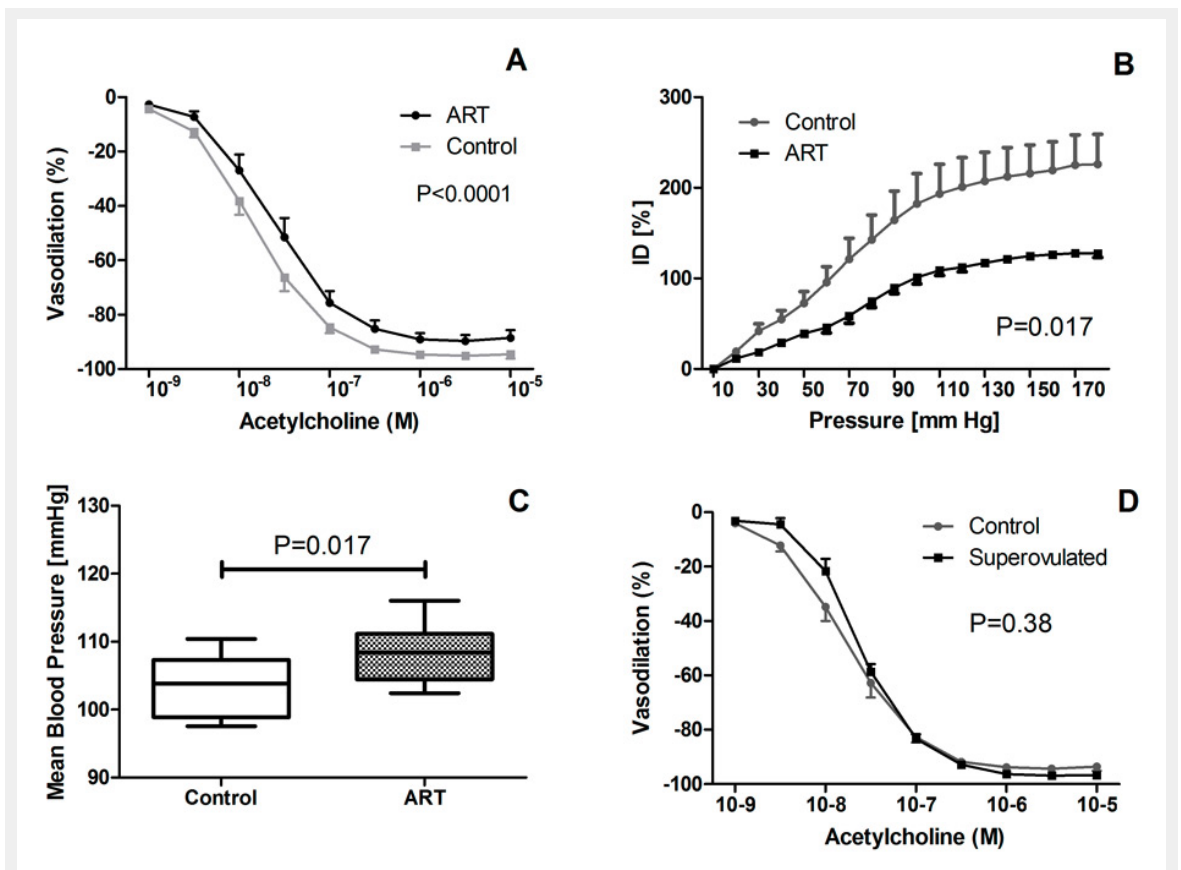 A
0
-20
-40
-60
-80
-100
Vasodilation (%)
ART
Control
P<0.0001
10⁻⁹
10⁻⁸
10⁻⁷
10⁻⁶
10⁻⁵
Acetylcholine (M)
B
300
200
100
0
ID [%]
Control
ART
P=0.017
10
30
50
70
90
110
130
150
170
Pressure [mm Hg]
C
130
120
110
100
90
Mean Blood Pressure [mmHg]
P=0.017
Control
ART
D
0
-20
-40
-60
-80
-100
Vasodilation (%)
Control
Superovulated
P=0.38
10-9
10-8
10-7
10-6
10-5
Acetylcholine (M)